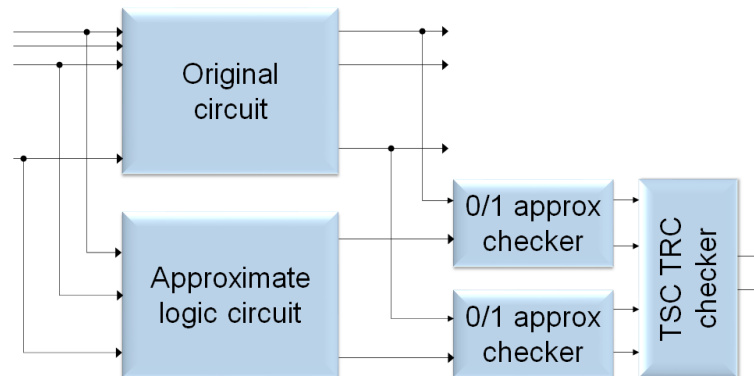 Original
circuit
Approximate
logic circuit
0/1 approx
checker
0/1 approx
checker
TSC TRC
checker